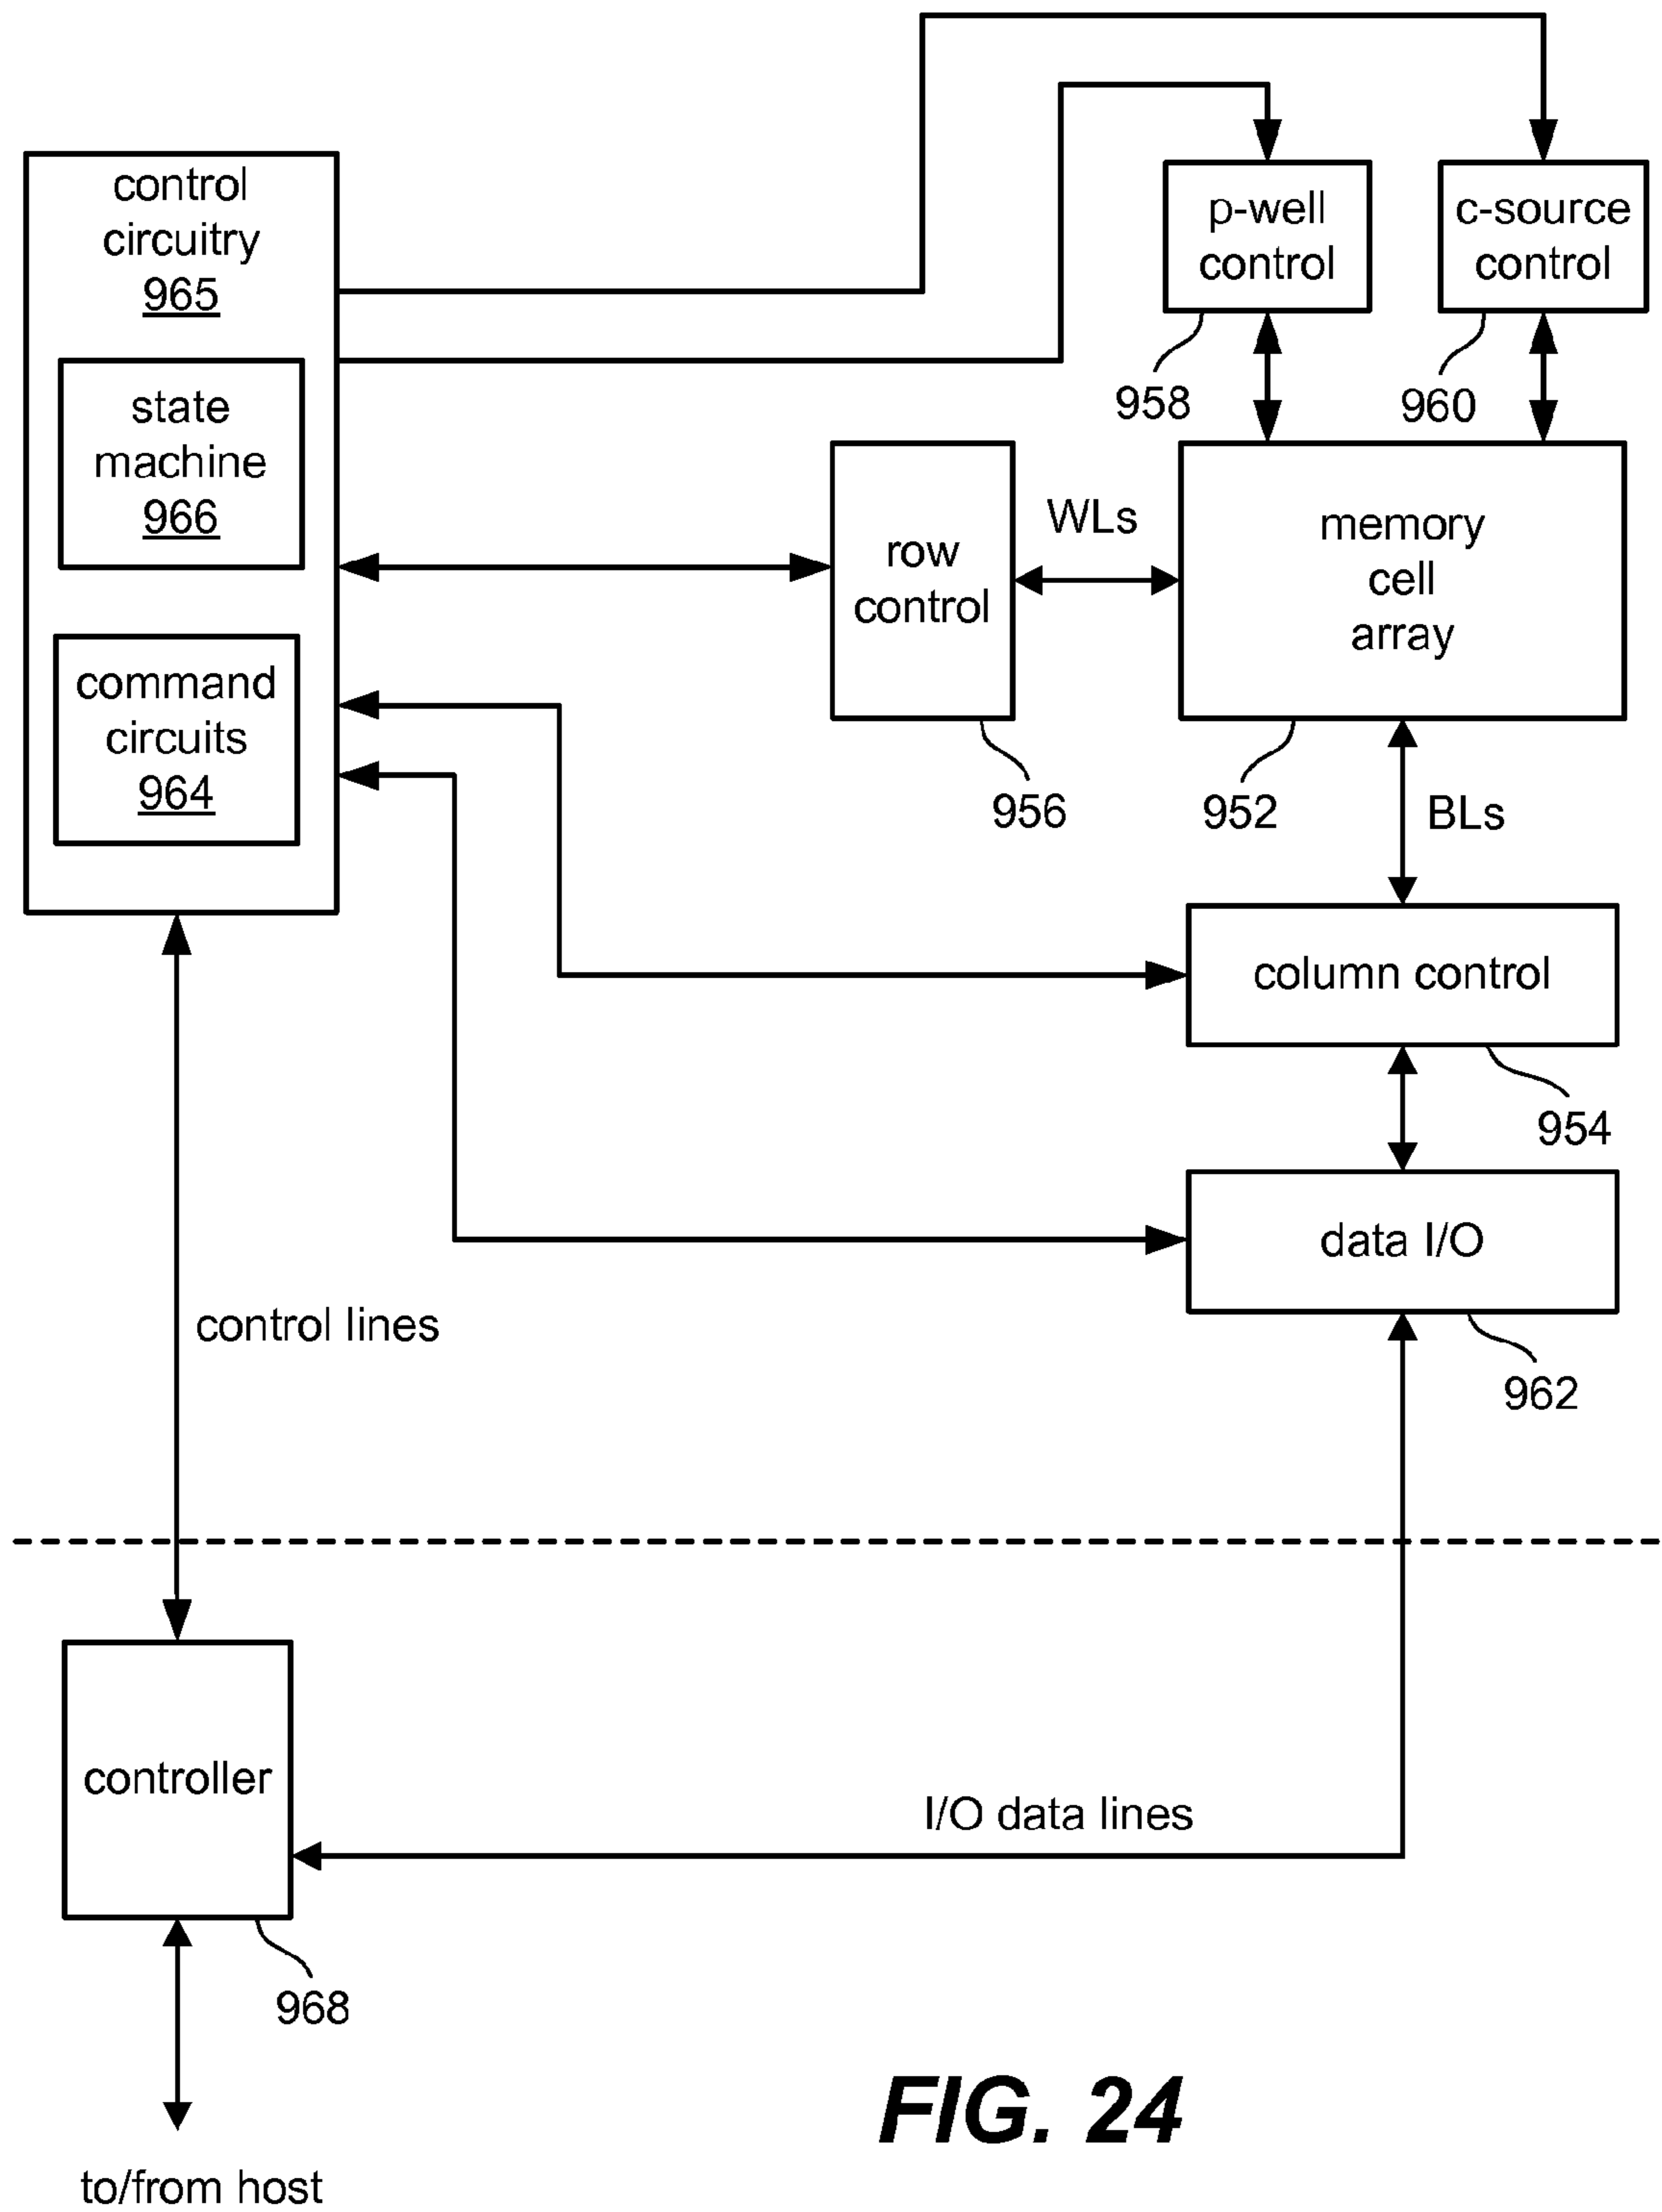 control
circuitry
965
state
machine
966
command
circuits
964
p-well
control
958
c-source
control
960
row
control
956
WLs
memory
cell
array
952
BLs
column control
954
data I/O
962
control lines
controller
968
I/O data lines
to/from host
FIG. 24